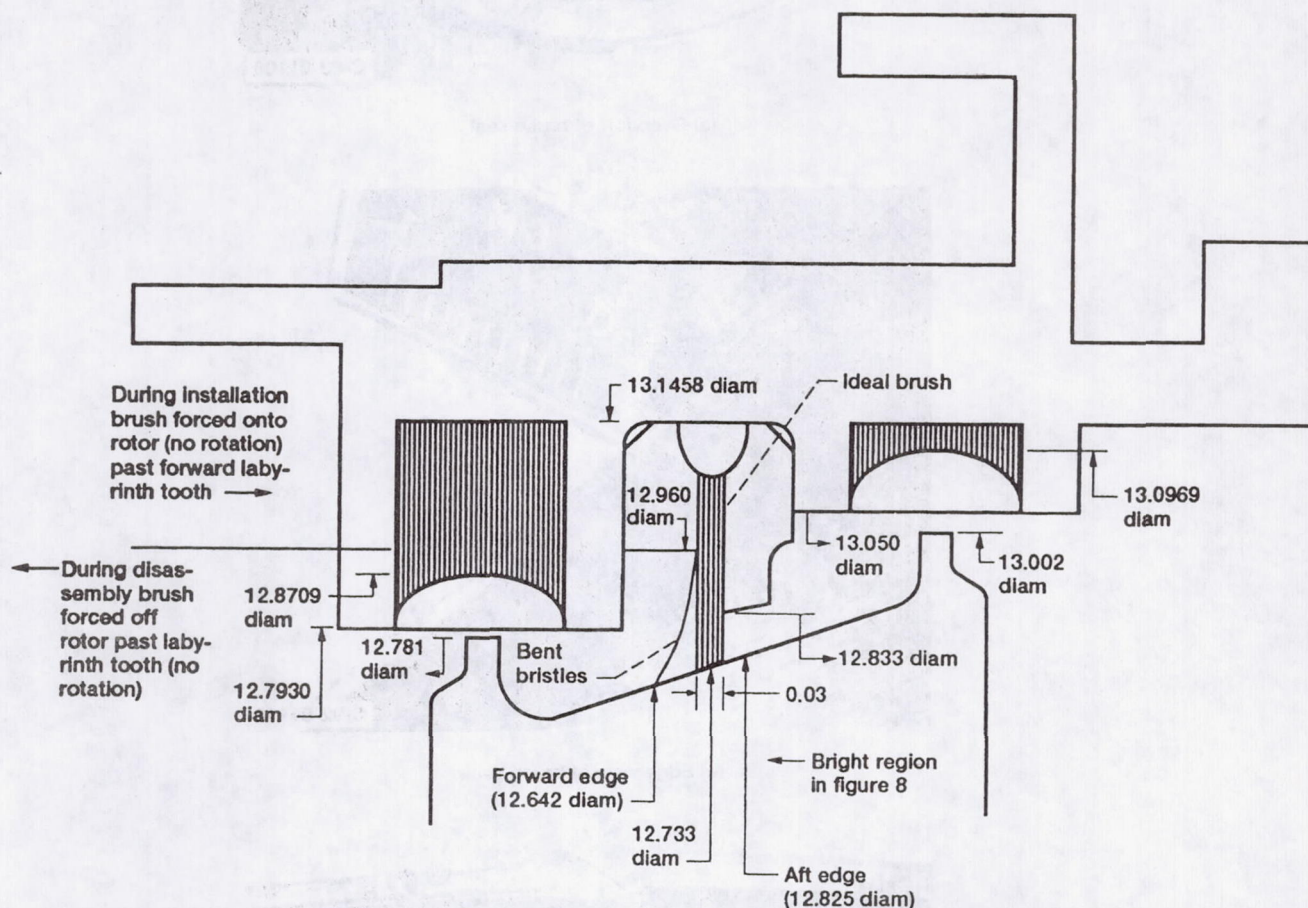 13.1458 diam
Ideal brush
During installation
brush forced onto
rotor (no rotation)
past forward laby-
rinth tooth
12.960
diam
13.0969
diam
13.050
diam
13.002
diam
During disas-
sembly brush
forced off
rotor past laby-
rinth tooth (no
rotation)
12.8709
diam
12.781
diam
Bent
bristles
12.833 diam
12.7930
diam
0.03
Forward edge
(12.642 diam)
Bright region
in figure 8
12.733
diam
Aft edge
(12.825 diam)